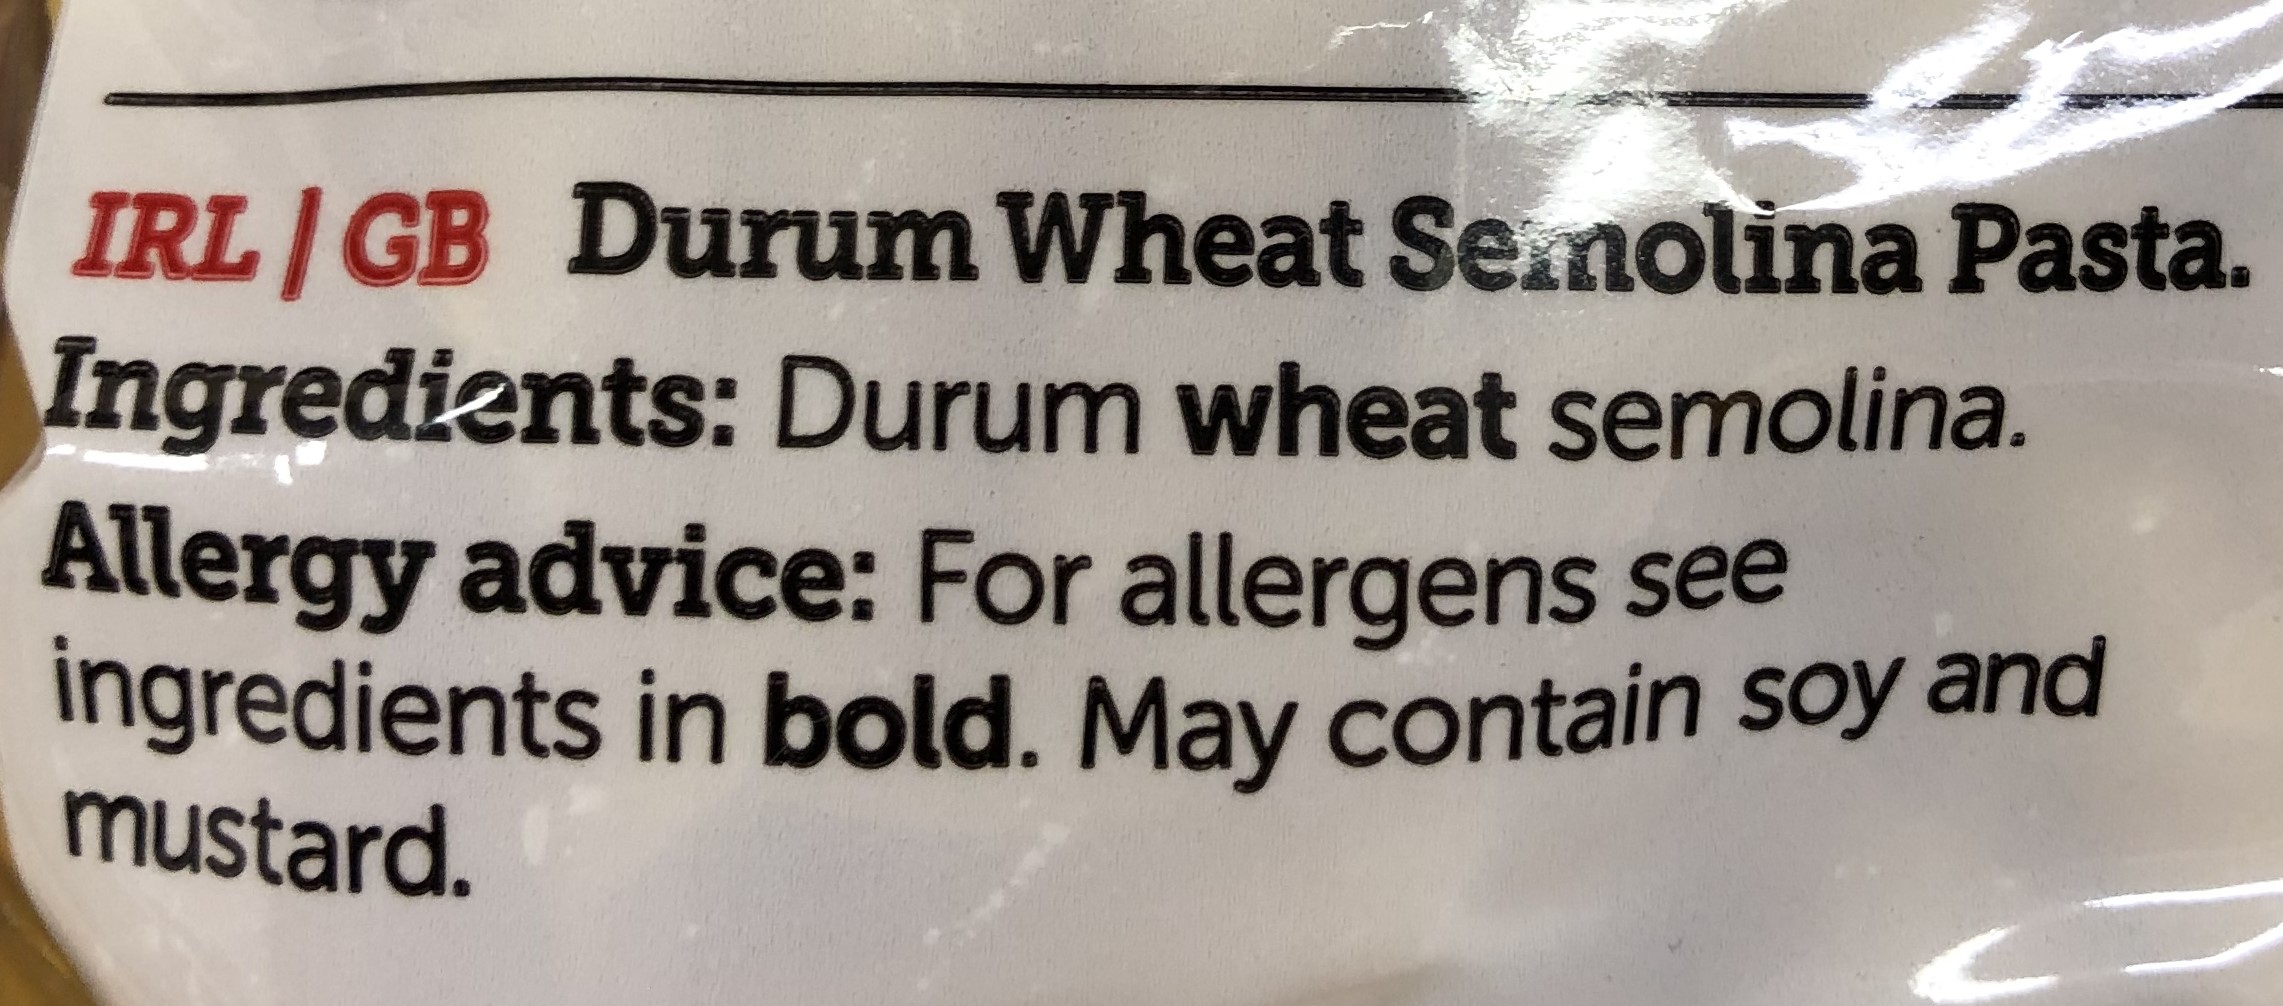 IRL | GB Durum Wheat Semolina Pasta.
Ingredients: Durum wheat semolina.
Allergy advice: For allergens see
ingredients in bold. May contain soy and
mustard.